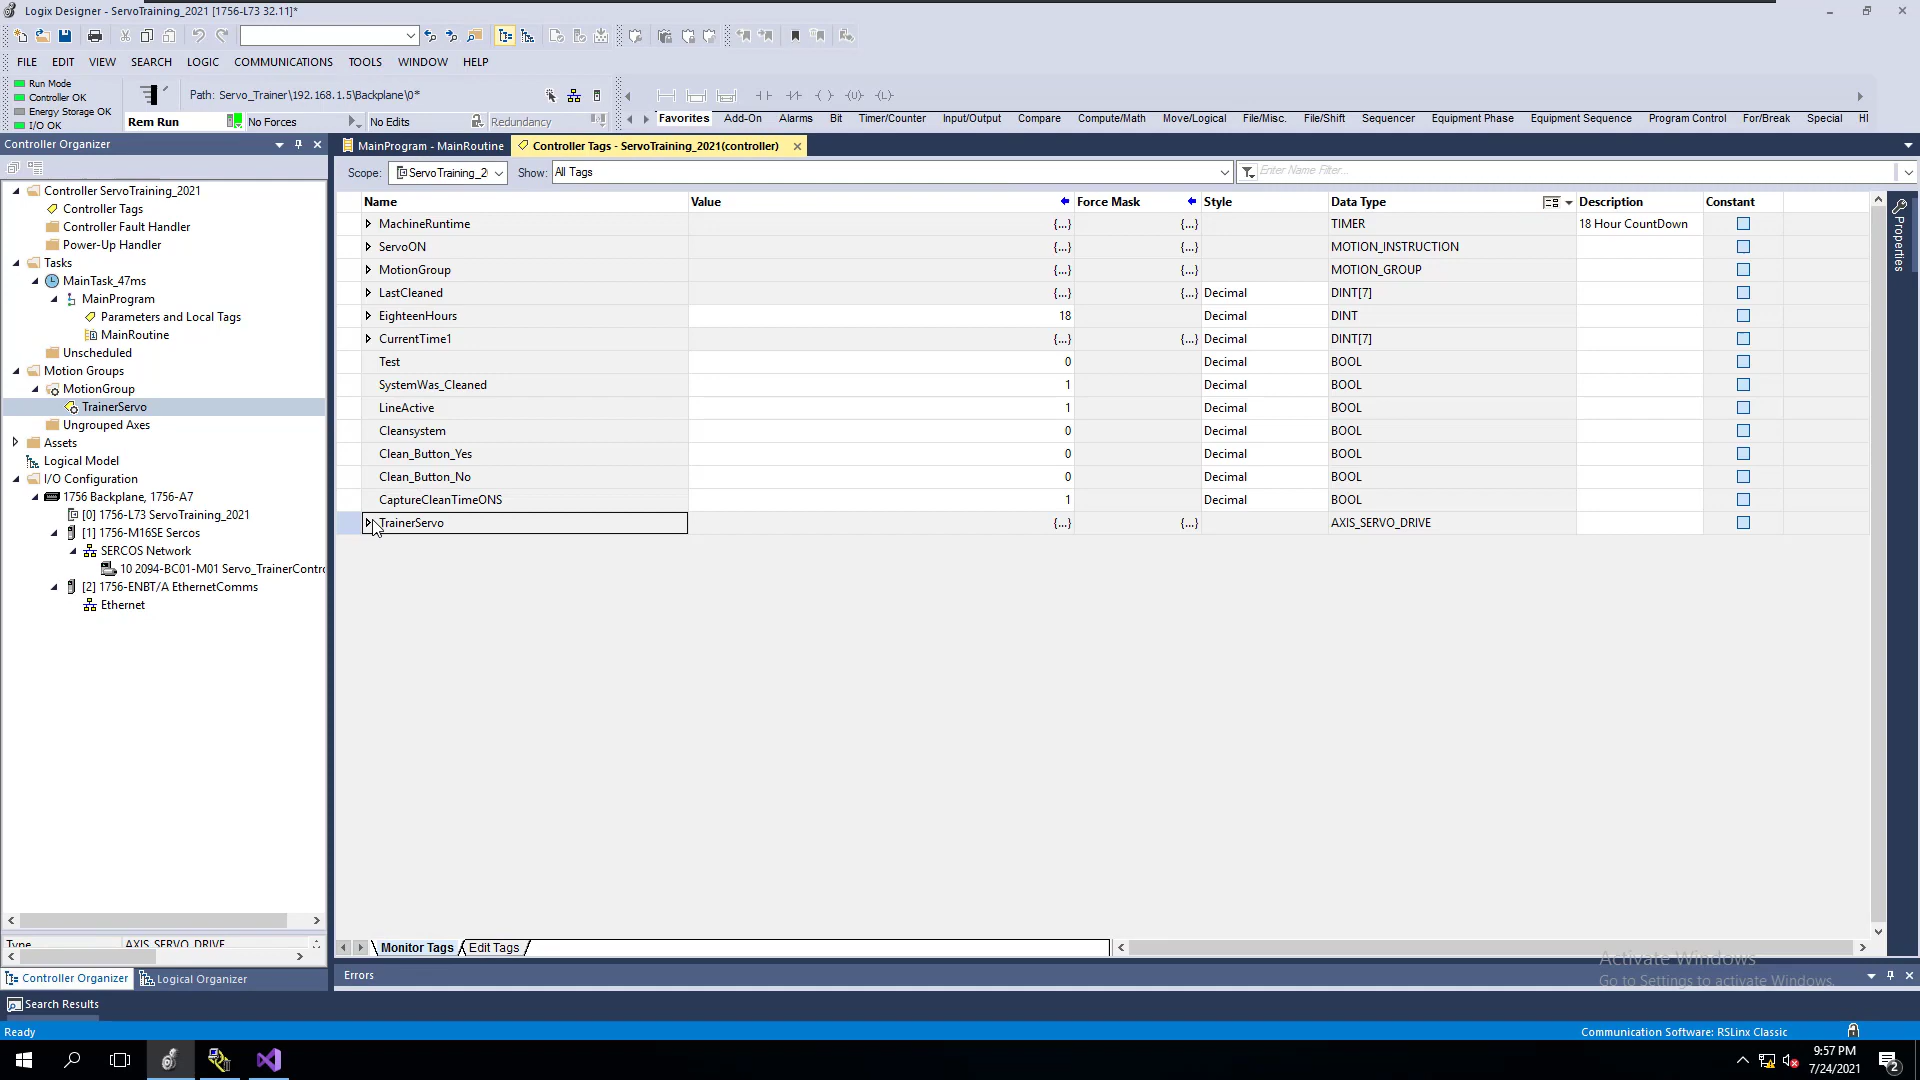 Logix Designer - ServoTraining_2021 [1756-L73 32.11]*
FILE EDIT VIEW SEARCH LOGIC COMMUNICATIONS TOOLS WINDOW HELP
Run Mode
Controller OK
Energy Storage OK
I/O OK
Path: Servo_Trainer\192.168.1.5\Backplane\0*
Rem Run No Forces No Edits Redundancy
Favorites Add-On Alarms Bit Timer/Counter Input/Output Compare Compute/Math Move/Logical File/Misc. File/Shift Sequencer Equipment Phase Equipment Sequence Program Control For/Break Special HI
Controller Organizer
Controller ServoTraining_2021
Controller Tags
Controller Fault Handler
Power-Up Handler
Tasks
MainTask_47ms
MainProgram
Parameters and Local Tags
MainRoutine
Unscheduled
Motion Groups
MotionGroup
TrainerServo
Ungrouped Axes
Assets
Logical Model
I/O Configuration
1756 Backplane, 1756-A7
[0] 1756-L73 ServoTraining_2021
[1] 1756-M16SE Sercos
SERCOS Network
10 2094-BC01-M01 Servo_TrainerContro
[2] 1756-ENBT/A EthernetComms
Ethernet
Type AXIS_SERVO_DRIVE
Controller Organizer Logical Organizer
MainProgram - MainRoutine Controller Tags - ServoTraining_2021(controller)
Scope: ServoTraining_2 Show: All Tags Enter Name Filter...
Name Value Force Mask Style Data Type Description Constant
MachineRuntime {...} {...} TIMER 18 Hour CountDown
ServoON {...} {...} MOTION_INSTRUCTION
MotionGroup {...} {...} MOTION_GROUP
LastCleaned {...} {...} Decimal DINT[7]
EighteenHours 18 Decimal DINT
CurrentTime1 {...} {...} Decimal DINT[7]
Test 0 Decimal BOOL
SystemWas_Cleaned 1 Decimal BOOL
LineActive 1 Decimal BOOL
Cleansystem 0 Decimal BOOL
Clean_Button_Yes 0 Decimal BOOL
Clean_Button_No 0 Decimal BOOL
CaptureCleanTimeONS 1 Decimal BOOL
TrainerServo {...} {...} AXIS_SERVO_DRIVE
Properties
Monitor Tags Edit Tags
Errors
Activate Windows
Go to Settings to activate Windows.
Search Results
Ready
Communication Software: RSLinx Classic
9:57 PM
7/24/2021
2